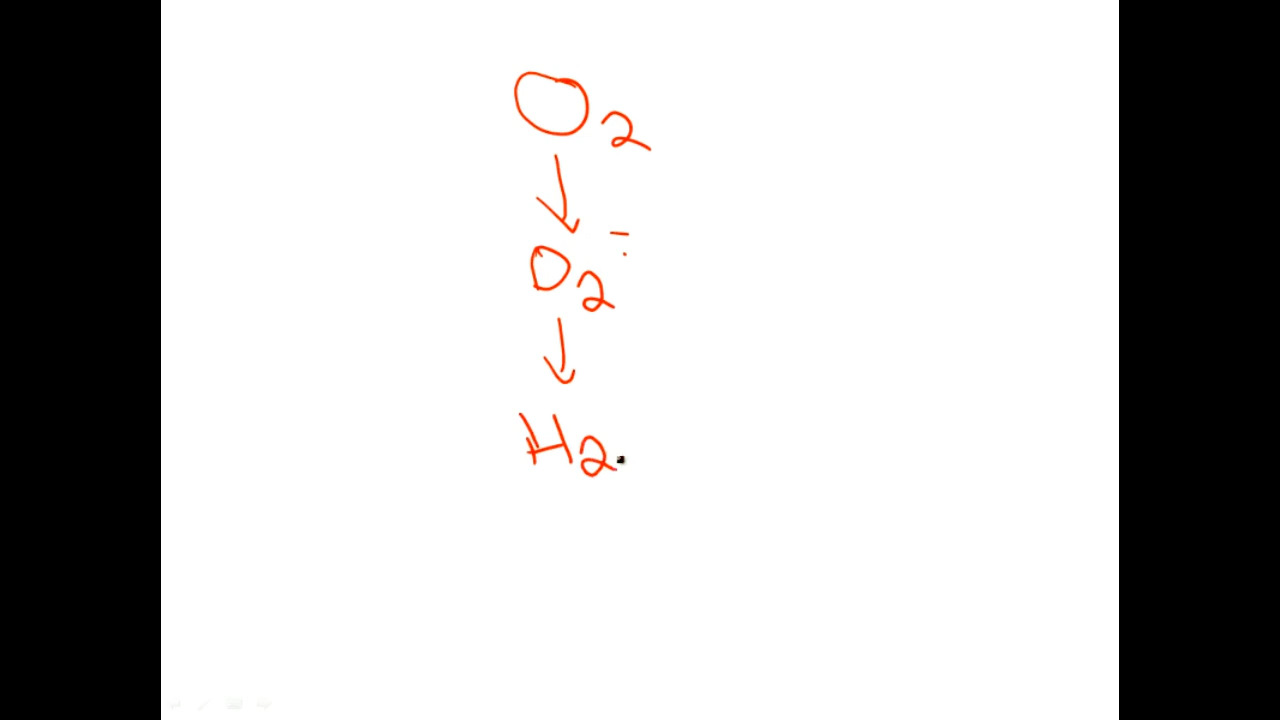 O₂
↓
O₂⨪
↓
H₂